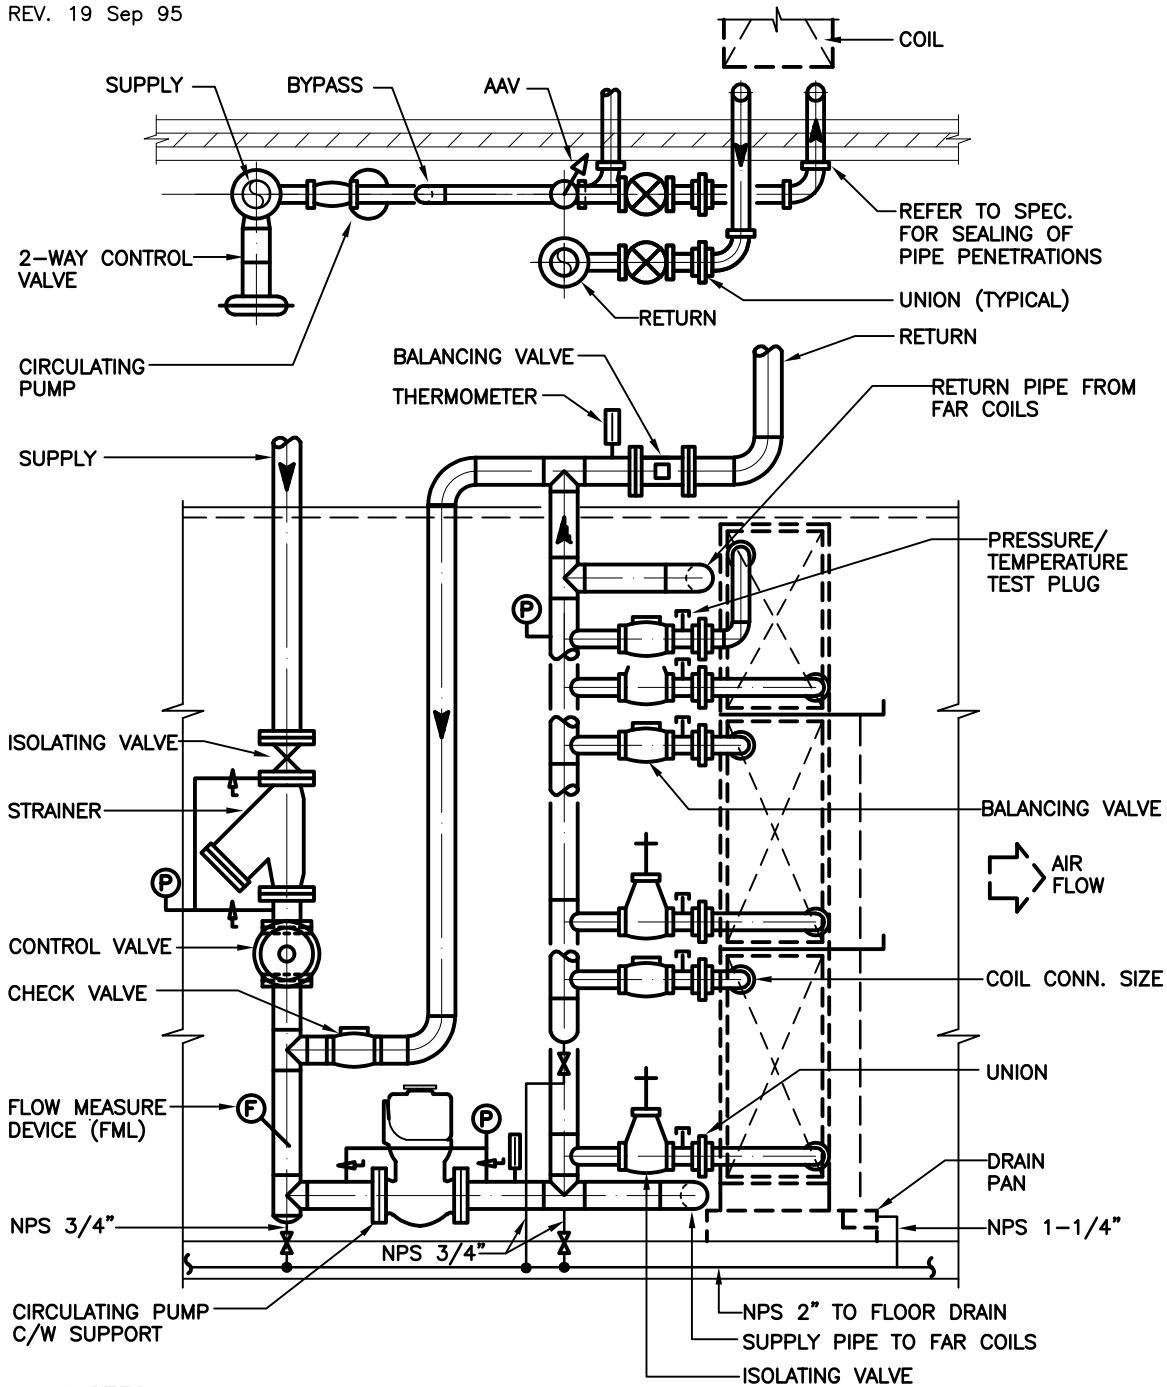 REV. 19 Sep 95
COIL
SUPPLY
BYPASS
AAV
REFER TO SPEC.
FOR SEALING OF
PIPE PENETRATIONS
2-WAY CONTROL
VALVE
UNION (TYPICAL)
RETURN
RETURN
CIRCULATING
PUMP
BALANCING VALVE
THERMOMETER
RETURN PIPE FROM
FAR COILS
SUPPLY
PRESSURE/
TEMPERATURE
TEST PLUG
P
ISOLATING VALVE
STRAINER
BALANCING VALVE
P
AIR
FLOW
CONTROL VALVE
CHECK VALVE
COIL CONN. SIZE
UNION
FLOW MEASURE
DEVICE (FML)
F
P
DRAIN
PAN
NPS 3/4"
NPS 3/4"
NPS 1-1/4"
CIRCULATING PUMP
C/W SUPPORT
NPS 2" TO FLOOR DRAIN
SUPPLY PIPE TO FAR COILS
ISOLATING VALVE